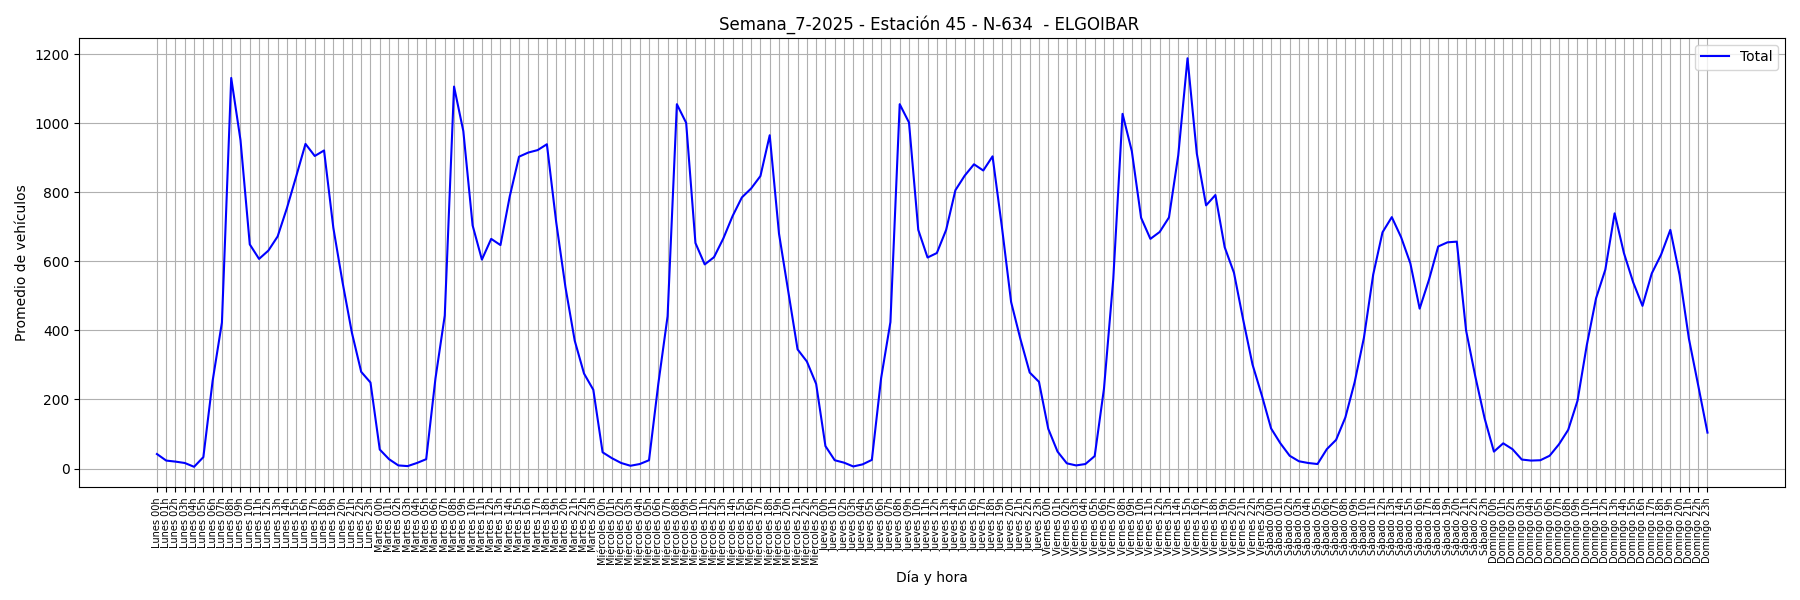 Semana_7-2025 - Estación 45 - N-634  - ELGOIBAR
Total
Promedio de vehículos
1200
1000
800
600
400
200
0
Lunes 00h
Lunes 01h
Lunes 02h
Lunes 03h
Lunes 04h
Lunes 05h
Lunes 06h
Lunes 07h
Lunes 08h
Lunes 09h
Lunes 10h
Lunes 11h
Lunes 12h
Lunes 13h
Lunes 14h
Lunes 15h
Lunes 16h
Lunes 17h
Lunes 18h
Lunes 19h
Lunes 20h
Lunes 21h
Lunes 22h
Lunes 23h
Martes 00h
Martes 01h
Martes 02h
Martes 03h
Martes 04h
Martes 05h
Martes 06h
Martes 07h
Martes 08h
Martes 09h
Martes 10h
Martes 11h
Martes 12h
Martes 13h
Martes 14h
Martes 15h
Martes 16h
Martes 17h
Martes 18h
Martes 19h
Martes 20h
Martes 21h
Martes 22h
Martes 23h
Miércoles 00h
Miércoles 01h
Miércoles 02h
Miércoles 03h
Miércoles 04h
Miércoles 05h
Miércoles 06h
Miércoles 07h
Miércoles 08h
Miércoles 09h
Miércoles 10h
Miércoles 11h
Miércoles 12h
Miércoles 13h
Miércoles 14h
Miércoles 15h
Miércoles 16h
Miércoles 17h
Miércoles 18h
Miércoles 19h
Miércoles 20h
Miércoles 21h
Miércoles 22h
Miércoles 23h
Jueves 00h
Jueves 01h
Jueves 02h
Jueves 03h
Jueves 04h
Jueves 05h
Jueves 06h
Jueves 07h
Jueves 08h
Jueves 09h
Jueves 10h
Jueves 11h
Jueves 12h
Jueves 13h
Jueves 14h
Jueves 15h
Jueves 16h
Jueves 17h
Jueves 18h
Jueves 19h
Jueves 20h
Jueves 21h
Jueves 22h
Jueves 23h
Viernes 00h
Viernes 01h
Viernes 02h
Viernes 03h
Viernes 04h
Viernes 05h
Viernes 06h
Viernes 07h
Viernes 08h
Viernes 09h
Viernes 10h
Viernes 11h
Viernes 12h
Viernes 13h
Viernes 14h
Viernes 15h
Viernes 16h
Viernes 17h
Viernes 18h
Viernes 19h
Viernes 20h
Viernes 21h
Viernes 22h
Viernes 23h
Sábado 00h
Sábado 01h
Sábado 02h
Sábado 03h
Sábado 04h
Sábado 05h
Sábado 06h
Sábado 07h
Sábado 08h
Sábado 09h
Sábado 10h
Sábado 11h
Sábado 12h
Sábado 13h
Sábado 14h
Sábado 15h
Sábado 16h
Sábado 17h
Sábado 18h
Sábado 19h
Sábado 20h
Sábado 21h
Sábado 22h
Sábado 23h
Domingo 00h
Domingo 01h
Domingo 02h
Domingo 03h
Domingo 04h
Domingo 05h
Domingo 06h
Domingo 07h
Domingo 08h
Domingo 09h
Domingo 10h
Domingo 11h
Domingo 12h
Domingo 13h
Domingo 14h
Domingo 15h
Domingo 16h
Domingo 17h
Domingo 18h
Domingo 19h
Domingo 20h
Domingo 21h
Domingo 22h
Domingo 23h
Día y hora